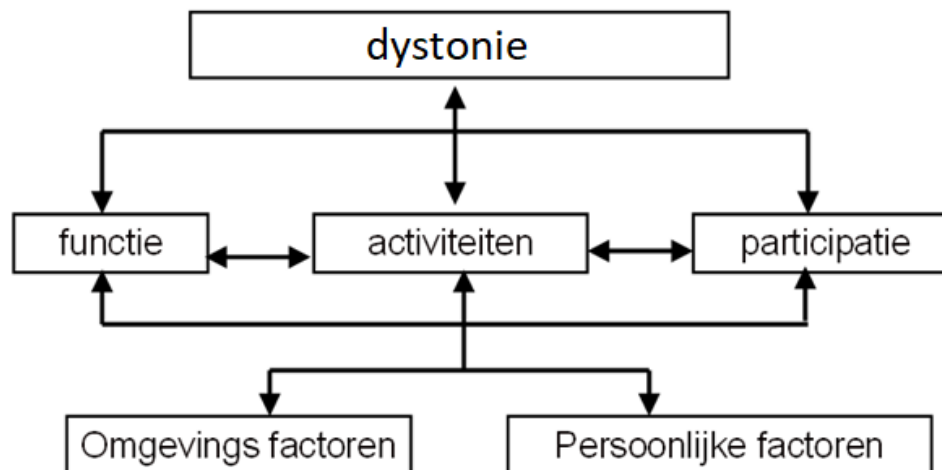 dystonie
functie
activiteiten
participatie
Omgevings factoren
Persoonlijke factoren